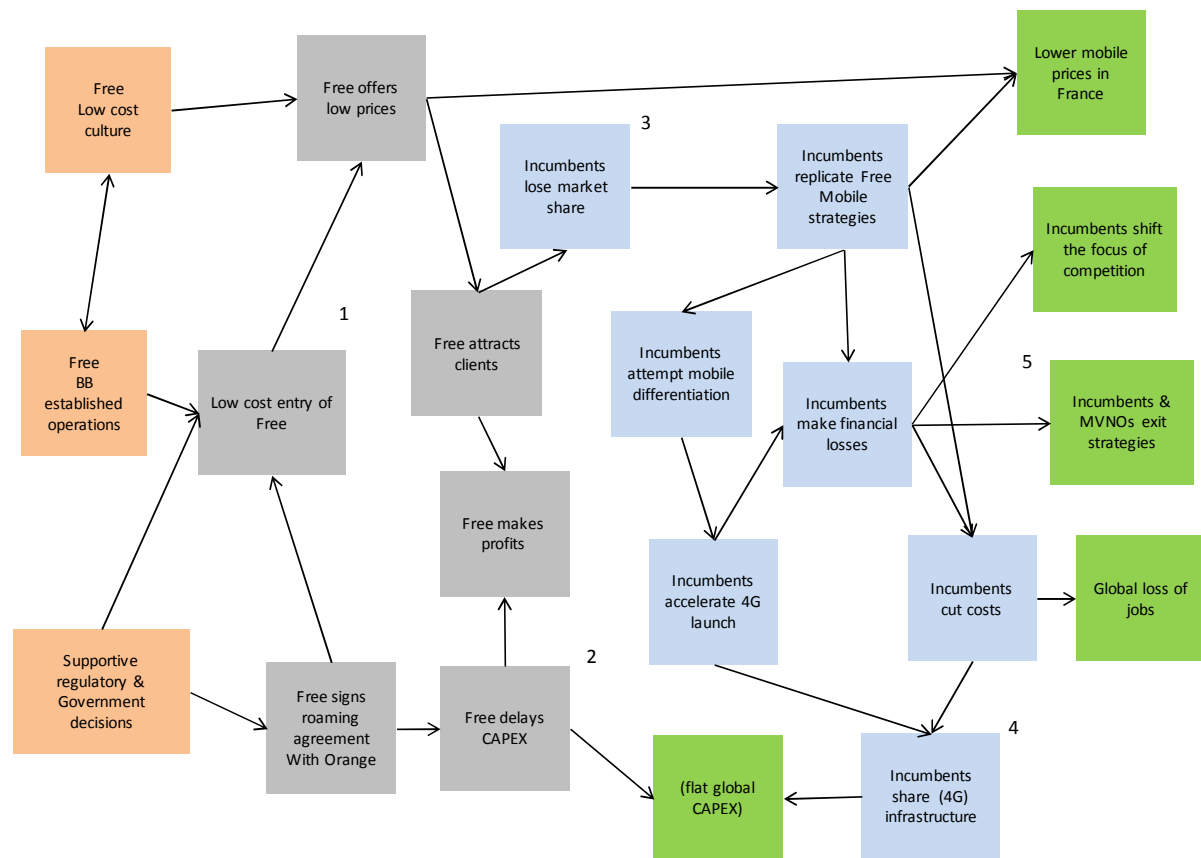 Free
Low cost
culture
Free offers
low prices
Lower mobile
prices in
France
3
Incumbents
lose market
share
Incumbents
replicate Free
Mobile
strategies
Incumbents shift
the focus of
competition
1
Free
BB
established
operations
Low cost entry of
Free
Free attracts
clients
Incumbents
attempt mobile
differentiation
Incumbents
make financial
losses
5
Incumbents &
MVNOs exit
strategies
Free makes
profits
Incumbents
accelerate 4G
launch
Incumbents
cut costs
Global loss of
jobs
Supportive
regulatory &
Government
decisions
Free signs
roaming
agreement
With Orange
2
Free delays
CAPEX
(flat global
CAPEX)
4
Incumbents
share (4G)
infrastructure